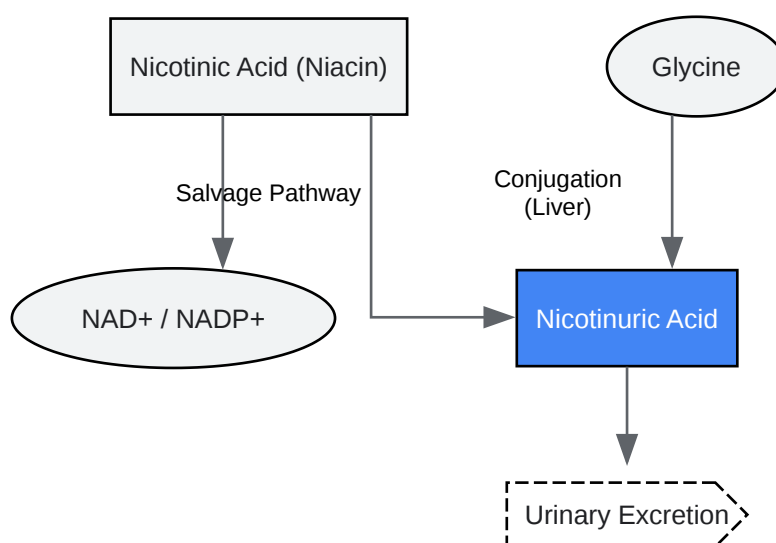 Nicotinic Acid (Niacin)
Glycine
Salvage Pathway
Conjugation
(Liver)
NAD+ / NADP+
Nicotinuric Acid
Urinary Excretion